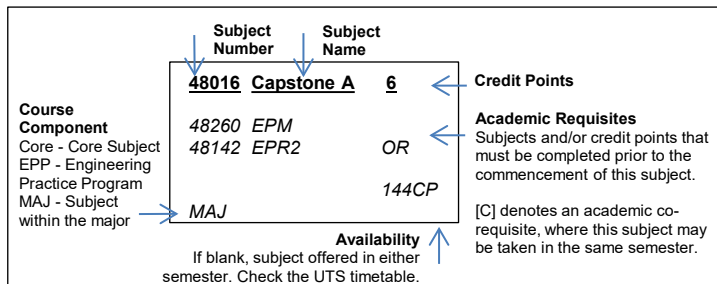 Subject Number
Subject Name
48016 Capstone A 6
Credit Points
48260 EPM
48142 EPR2 OR
144CP
MAJ
Course
Component
Core - Core Subject
EPP - Engineering
Practice Program
MAJ - Subject
within the major
Academic Requisites
Subjects and/or credit points that
must be completed prior to the
commencement of this subject.
[C] denotes an academic co-
requisite, where this subject may
be taken in the same semester.
Availability
If blank, subject offered in either
semester. Check the UTS timetable.